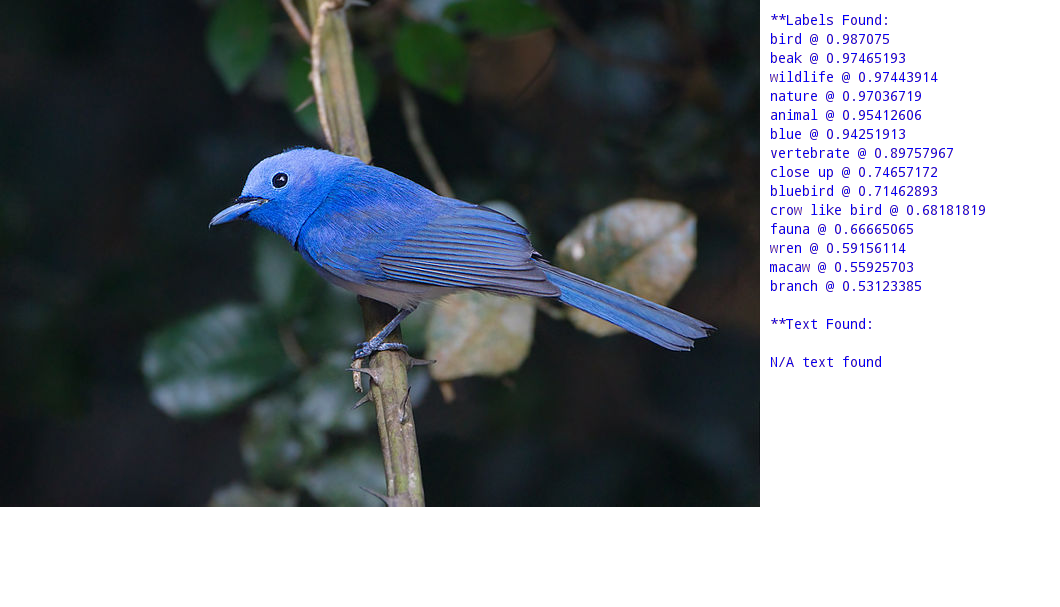 **Labels Found:
bird @ 0.987075
beak @ 0.97465193
wildlife @ 0.97443914
nature @ 0.97036719
animal @ 0.95412606
blue @ 0.94251913
vertebrate @ 0.89757967
close up @ 0.74657172
bluebird @ 0.71462893
crow like bird @ 0.68181819
fauna @ 0.66665065
wren @ 0.59156114
macaw @ 0.55925703
branch @ 0.53123385
**Text Found:
N/A text found